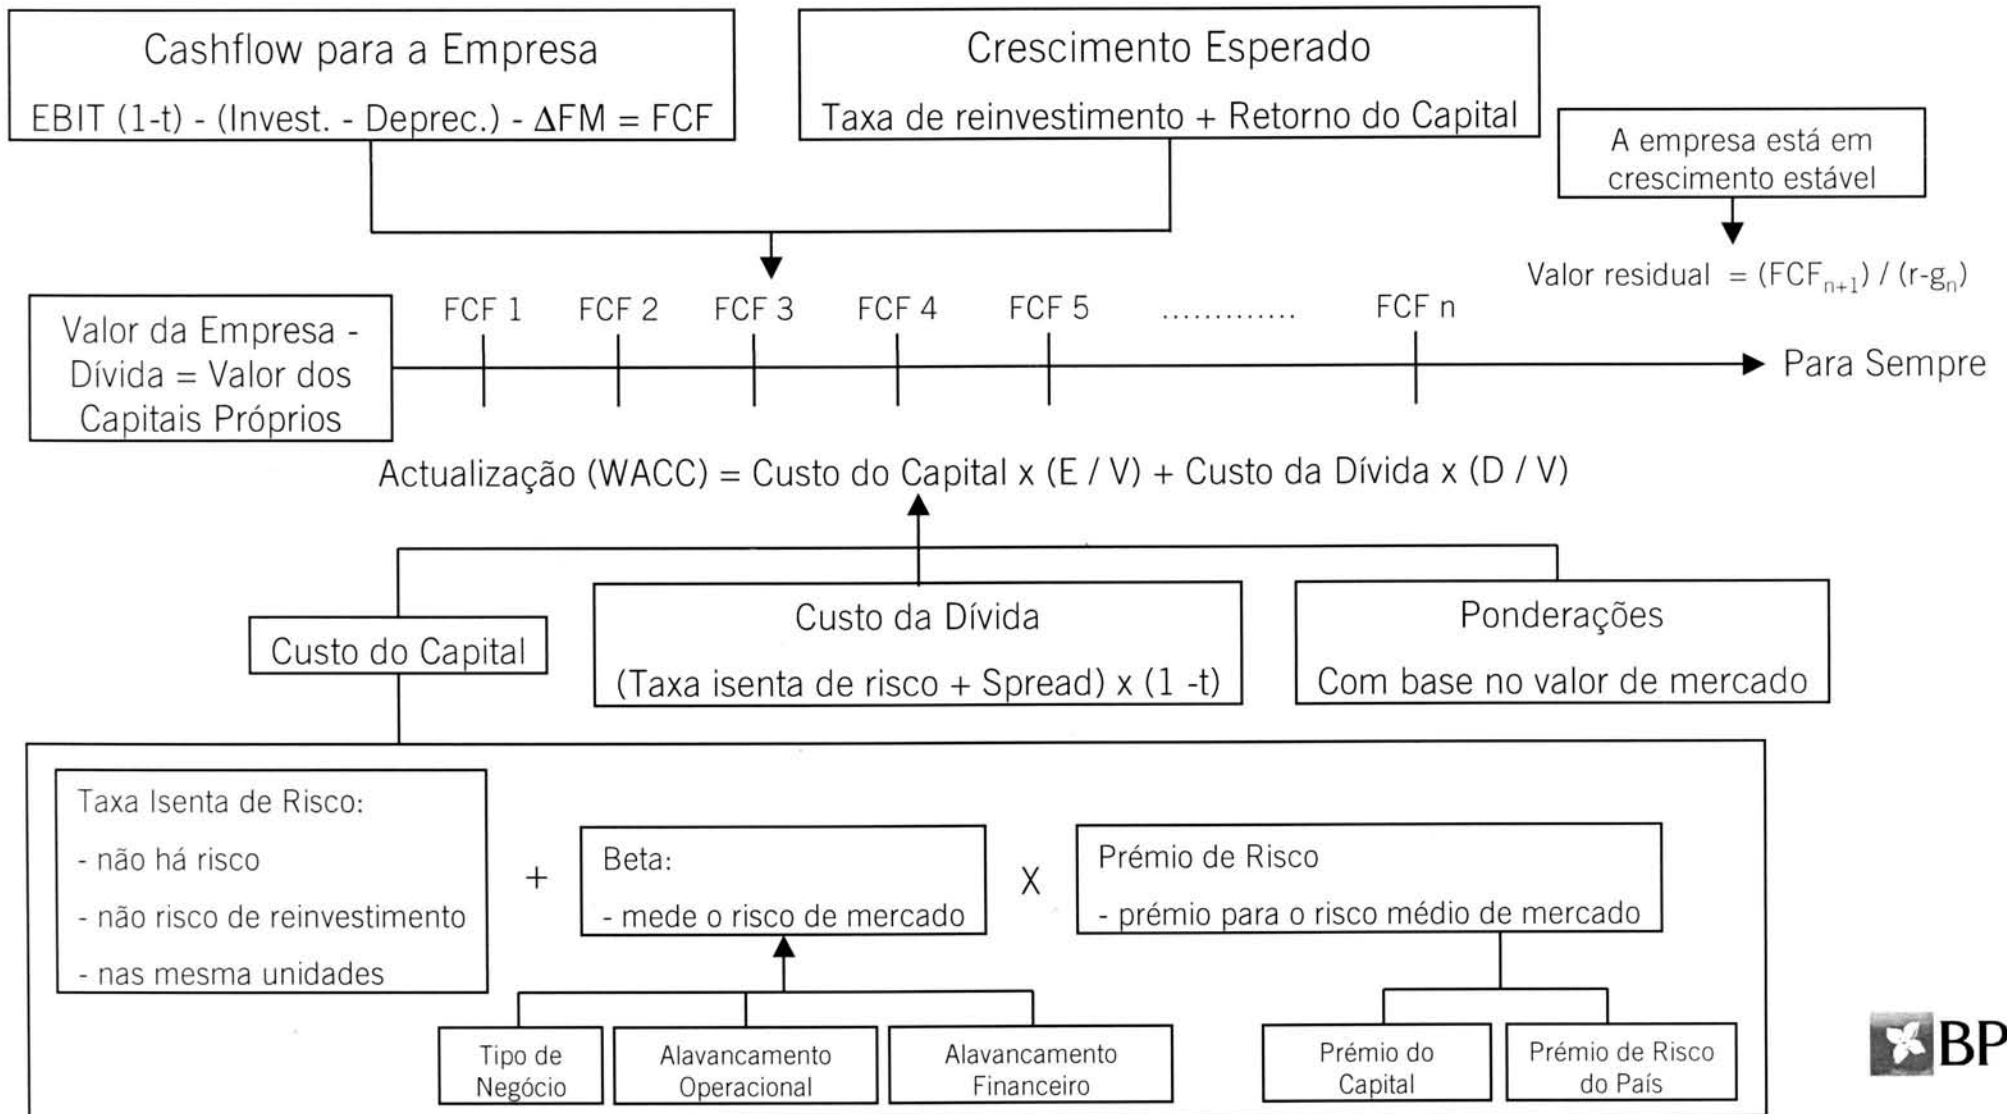 Cashflow para a Empresa
EBIT (1-t) - (Invest. - Deprec.) - ΔFM = FCF
Crescimento Esperado
Taxa de reinvestimento + Retorno do Capital
A empresa está em
crescimento estável
Valor residual = (FCFn+1) / (r-gn)
FCF 1 FCF 2 FCF 3 FCF 4 FCF 5 ............. FCF n
Valor da Empresa -
Dívida = Valor dos
Capitais Próprios
Para Sempre
Actualização (WACC) = Custo do Capital x (E / V) + Custo da Dívida x (D / V)
Custo do Capital
Custo da Dívida
(Taxa isenta de risco + Spread) x (1 -t)
Ponderações
Com base no valor de mercado
Taxa Isenta de Risco:
- não há risco
- não risco de reinvestimento
- nas mesma unidades
+
Beta:
- mede o risco de mercado
X
Prémio de Risco
- prémio para o risco médio de mercado
Tipo de
Negócio
Alavancamento
Operacional
Alavancamento
Financeiro
Prémio do
Capital
Prémio de Risco
do País
BP